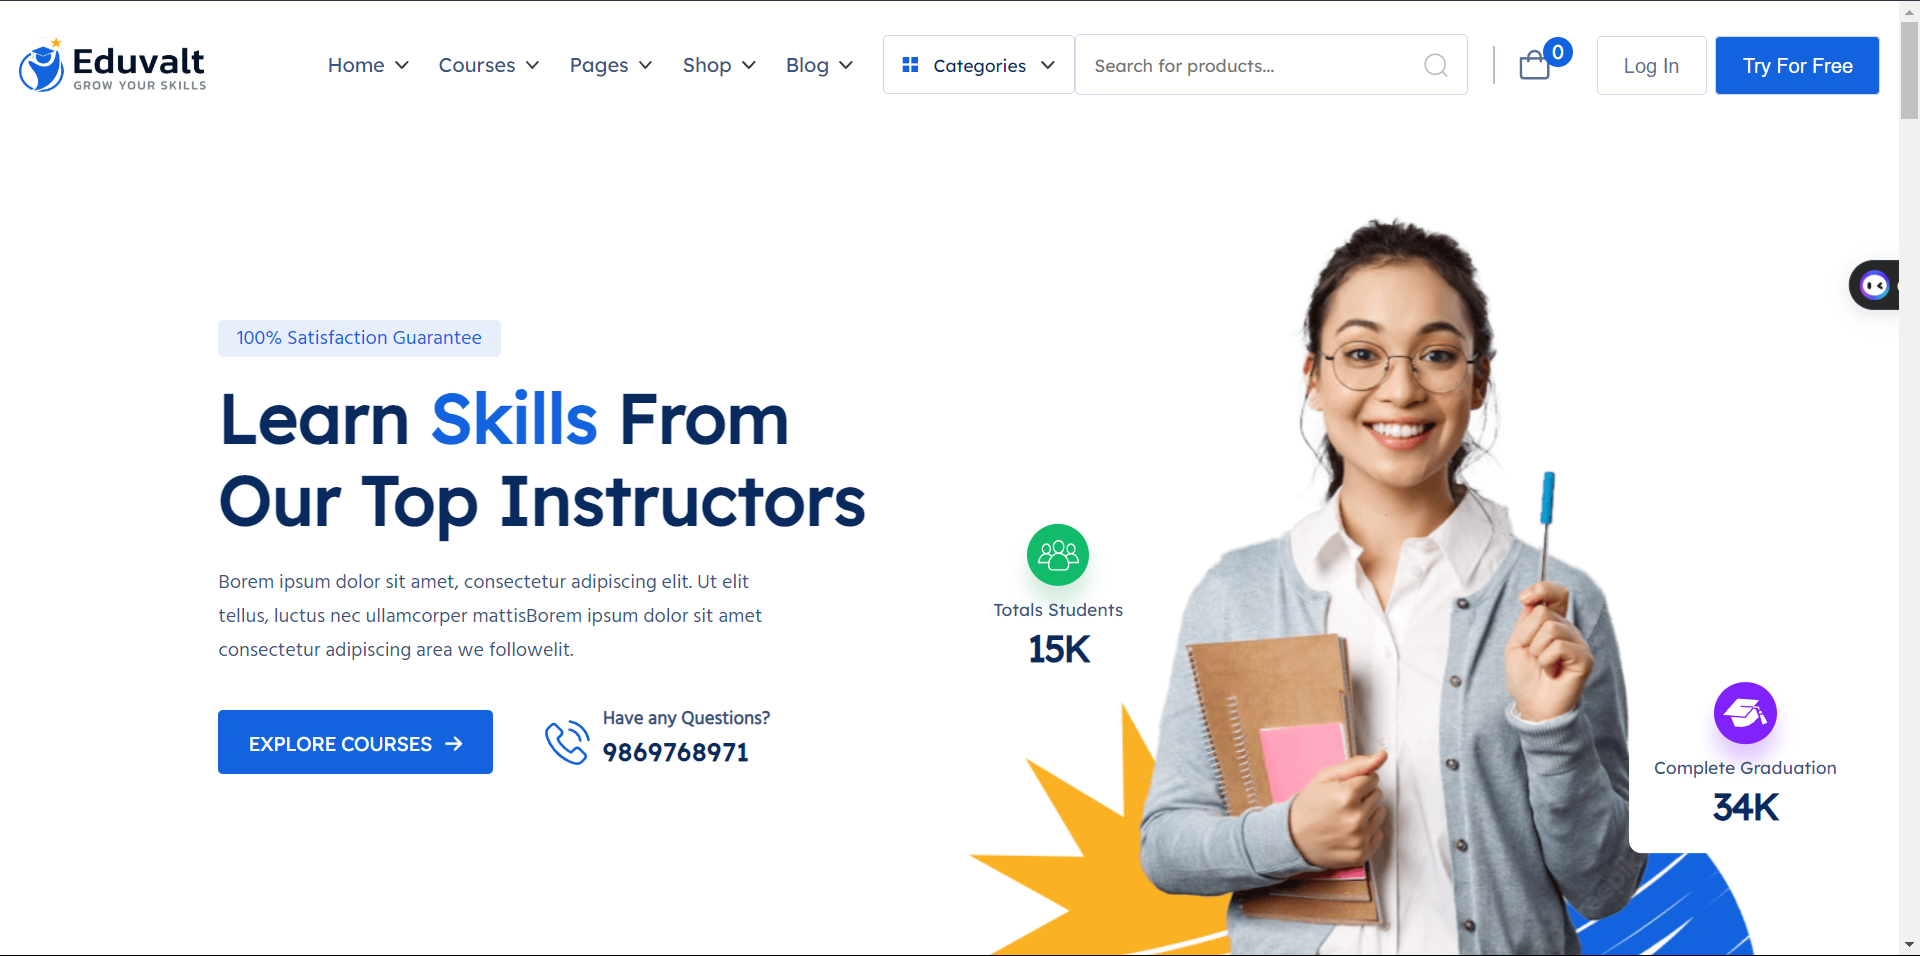 Eduvalt
GROW YOUR SKILLS
Home
Courses
Pages
Shop
Blog
Categories
Search for products...
0
Log In
Try For Free
100% Satisfaction Guarantee
Learn Skills From
Our Top Instructors
Borem ipsum dolor sit amet, consectetur adipiscing elit. Ut elit
tellus, luctus nec ullamcorper mattisBorem ipsum dolor sit amet
consectetur adipiscing area we followelit.
EXPLORE COURSES
Have any Questions?
9869768971
Totals Students
15K
Complete Graduation
34K